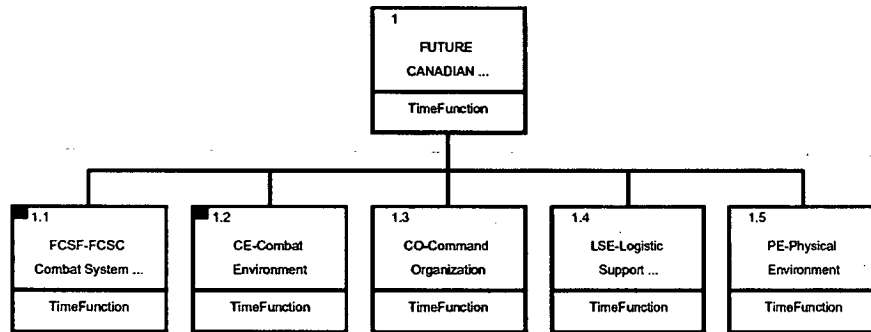 1
FUTURE
CANADIAN ...
TimeFunction
1.1
FCSF-FCSC
Combat System ...
TimeFunction
1.2
CE-Combat
Environment
TimeFunction
1.3
CO-Command
Organization
TimeFunction
1.4
LSE-Logistic
Support ...
TimeFunction
1.5
PE-Physical
Environment
TimeFunction